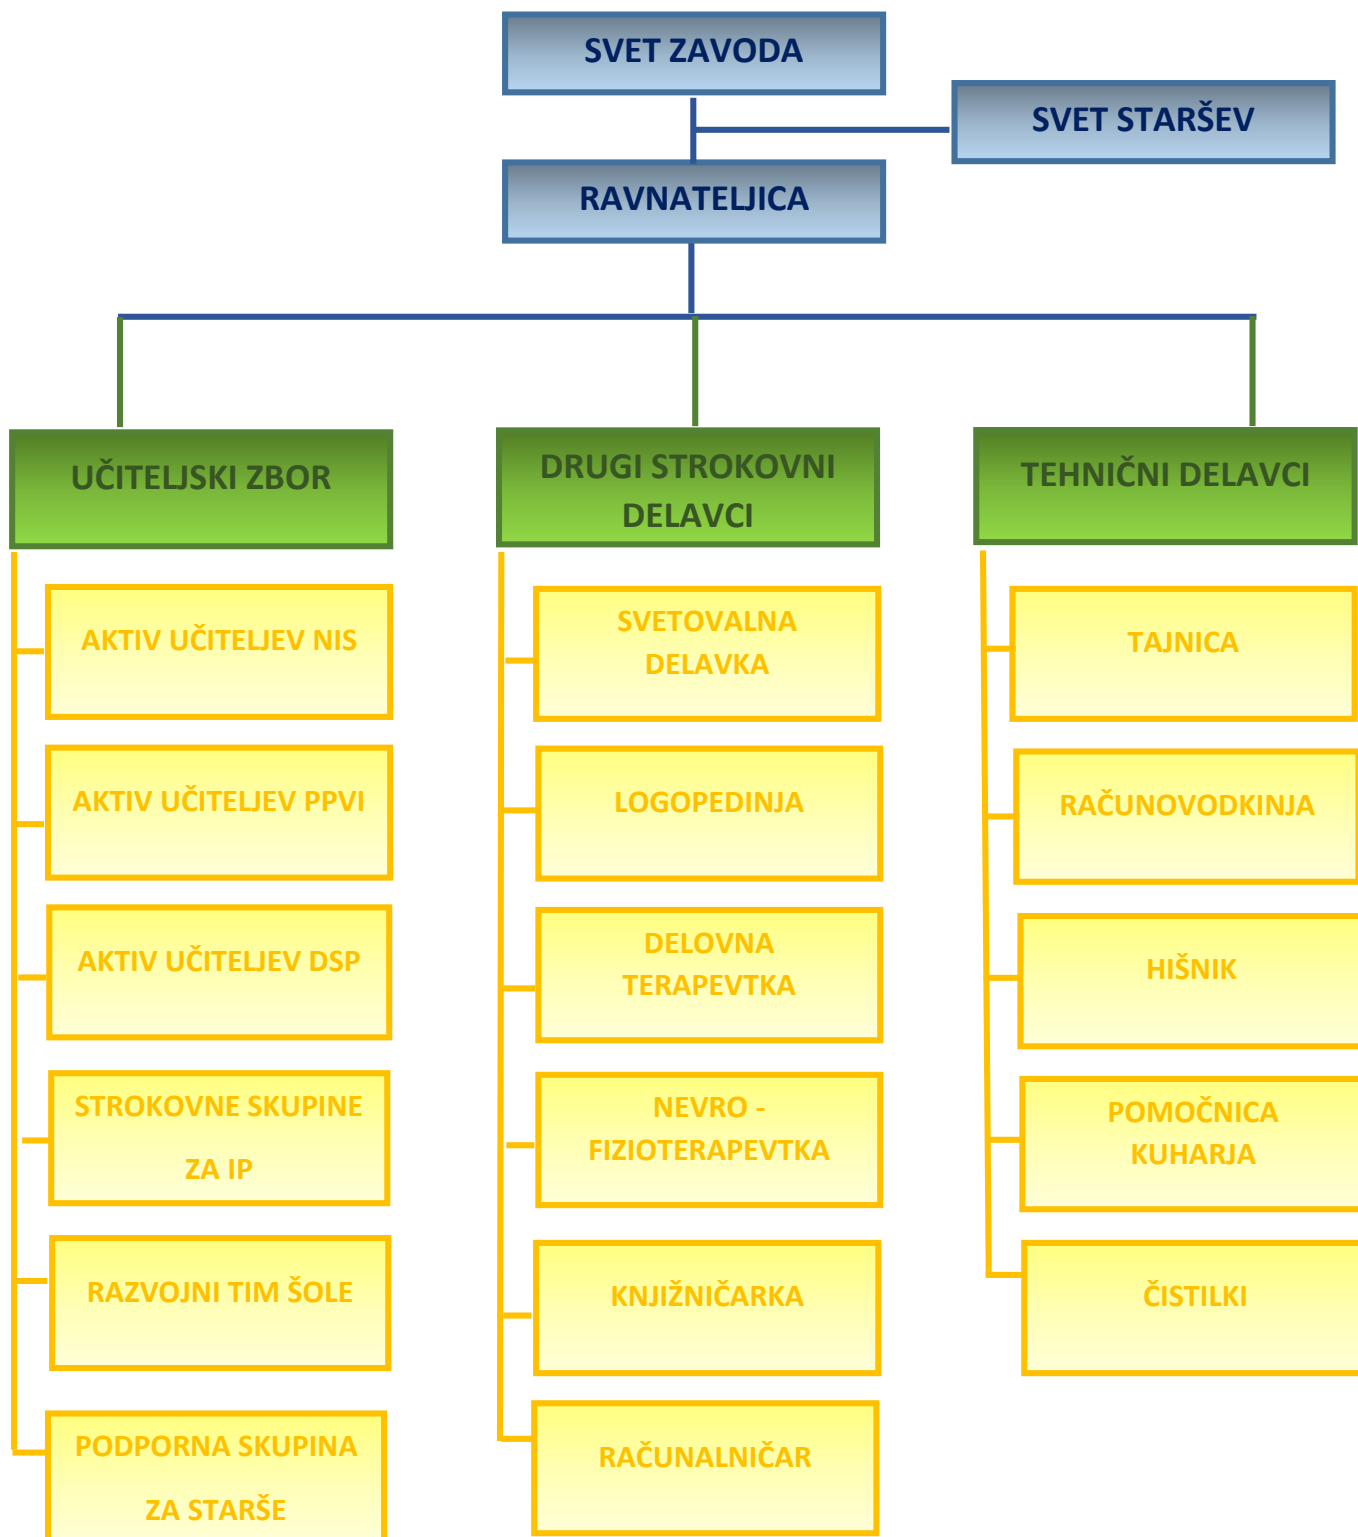 SVET ZAVODA
SVET STARŠEV
RAVNATELJICA
UČITELJSKI ZBOR
AKTIV UČITELJEV NIS
AKTIV UČITELJEV PPVI
AKTIV UČITELJEV DSP
STROKOVNE SKUPINE
ZA IP
RAZVOJNI TIM ŠOLE
PODPORNA SKUPINA
ZA STARŠE
DRUGI STROKOVNI
DELAVCI
SVETOVALNA
DELAVKA
LOGOPEDINJA
DELOVNA
TERAPEVTKA
NEVRO -
FIZIOTERAPEVTKA
KNJIŽNIČARKA
RAČUNALNIČAR
TEHNIČNI DELAVCI
TAJNICA
RAČUNOVODKINJA
HIŠNIK
POMOČNICA
KUHARJA
ČISTILKI